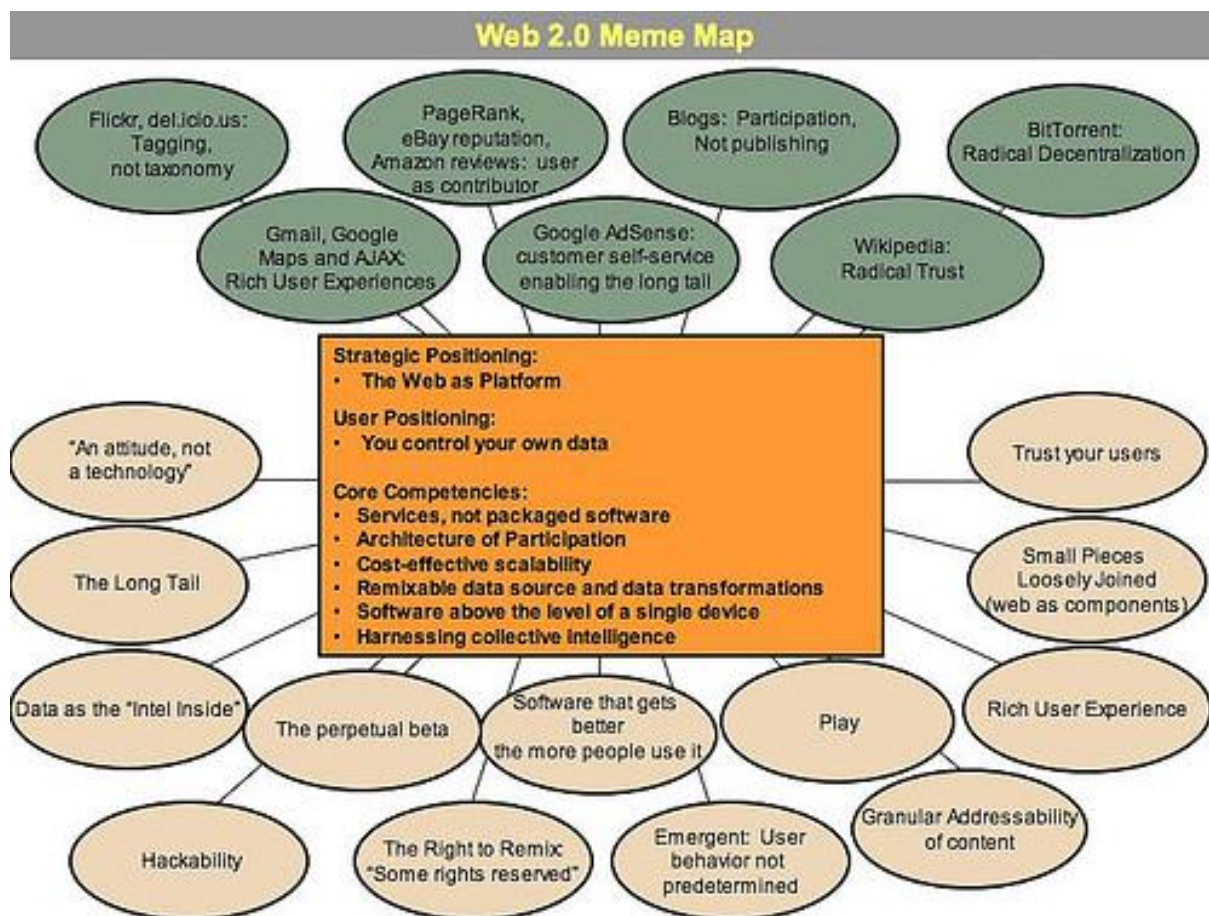 Web 2.0 Meme Map
Flickr, del.icio.us:
Tagging,
not taxonomy
PageRank,
eBay reputation,
Amazon reviews: user
as contributor
Blogs: Participation,
Not publishing
BitTorrent:
Radical Decentralization
Gmail, Google
Maps and AJAX:
Rich User Experiences
Google AdSense:
customer self-service
enabling the long tail
Wikipedia:
Radical Trust
Strategic Positioning:
• The Web as Platform
User Positioning:
• You control your own data
Core Competencies:
• Services, not packaged software
• Architecture of Participation
• Cost-effective scalability
• Remixable data source and data transformations
• Software above the level of a single device
• Harnessing collective intelligence
"An attitude, not
a technology"
Trust your users
The Long Tail
Small Pieces
Loosely Joined
(web as components)
Data as the "Intel Inside"
The perpetual beta
Software that gets
better
the more people use it
Play
Rich User Experience
Hackability
The Right to Remix:
"Some rights reserved"
Emergent: User
behavior not
predetermined
Granular Addressability
of content